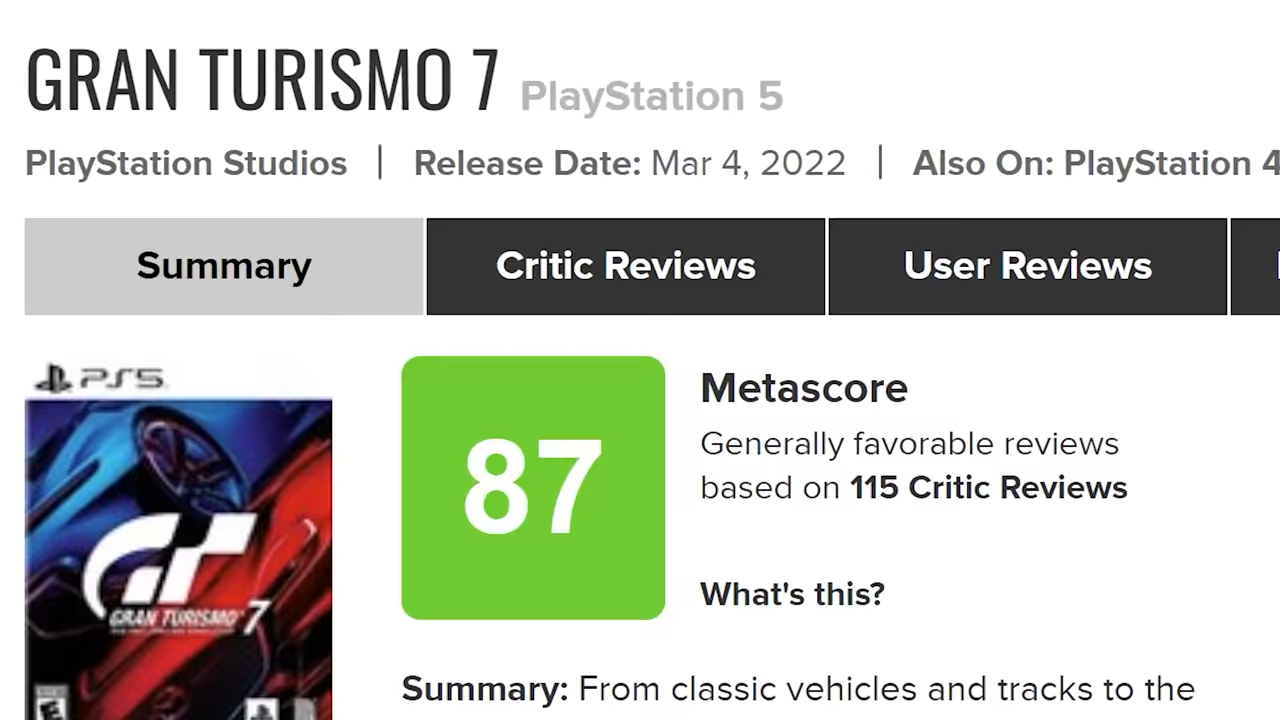 GRAN TURISMO 7 PlayStation 5
PlayStation Studios | Release Date: Mar 4, 2022 | Also On: PlayStation 4
Summary
Critic Reviews
User Reviews
PS5
GRAN TURISMO 7
E
87
Metascore
Generally favorable reviews
based on 115 Critic Reviews
What's this?
Summary: From classic vehicles and tracks to the